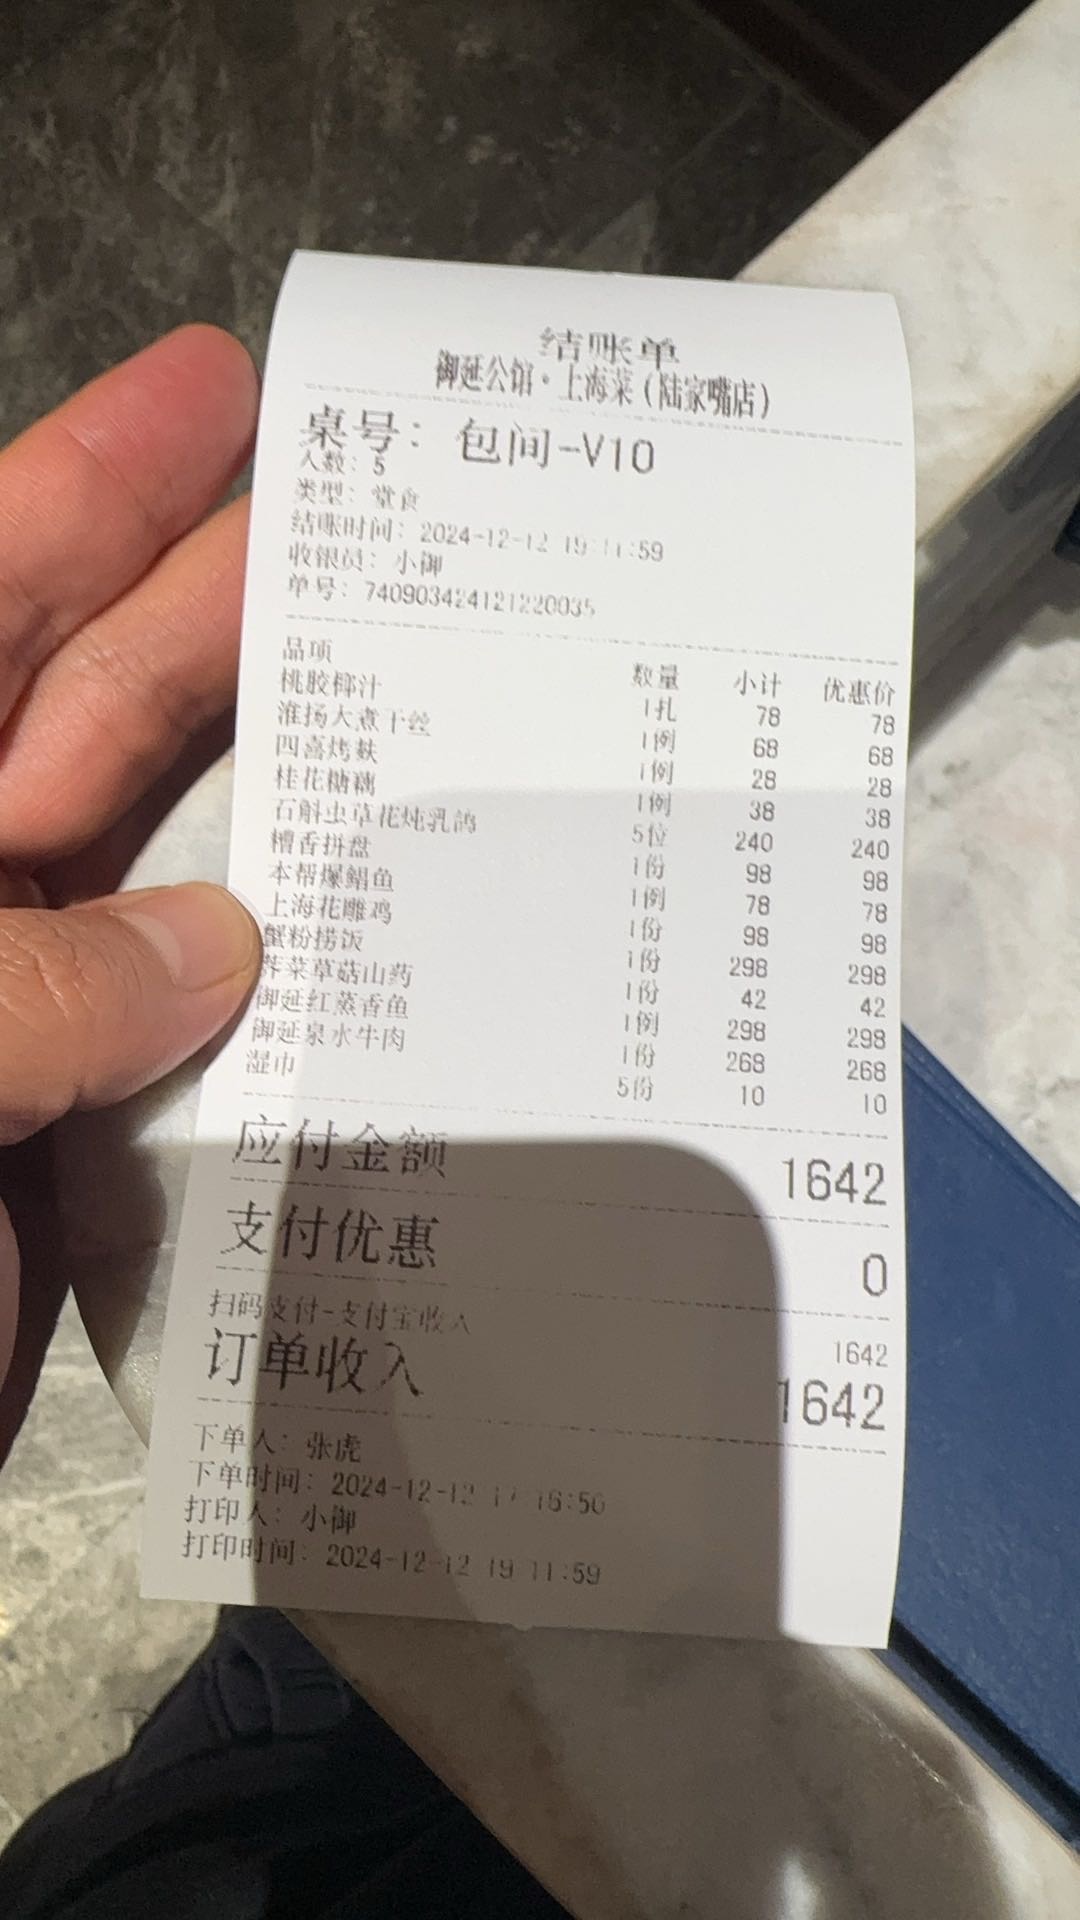 结账单
御延公馆·上海菜(陆家嘴店)
桌号: 包间-V10
人数: 5
类型: 堂食
结账时间: 2024-12-12 19:11:59
收银员: 小御
单号: 740903424121220035
品项 数量 小计 优惠价
桃胶椰汁 1扎 78 78
淮扬大煮干丝 1例 68 68
四喜烤麸 1例 28 28
桂花糖藕 1例 38 38
石斛虫草花炖乳鸽 5位 240 240
糟香拼盘 1份 98 98
本帮爆鲳鱼 1例 78 78
上海花雕鸡 1份 98 98
蟹粉捞饭 1份 298 298
荠菜草菇山药 1份 42 42
御延红蒸香鱼 1例 298 298
御延泉水牛肉 1份 268 268
湿巾 5份 10 10
应付金额 1642
支付优惠 0
扫码支付-支付宝收入 1642
订单收入 1642
下单人: 张虎
下单时间: 2024-12-12 17:16:50
打印人: 小御
打印时间: 2024-12-12 19:11:59